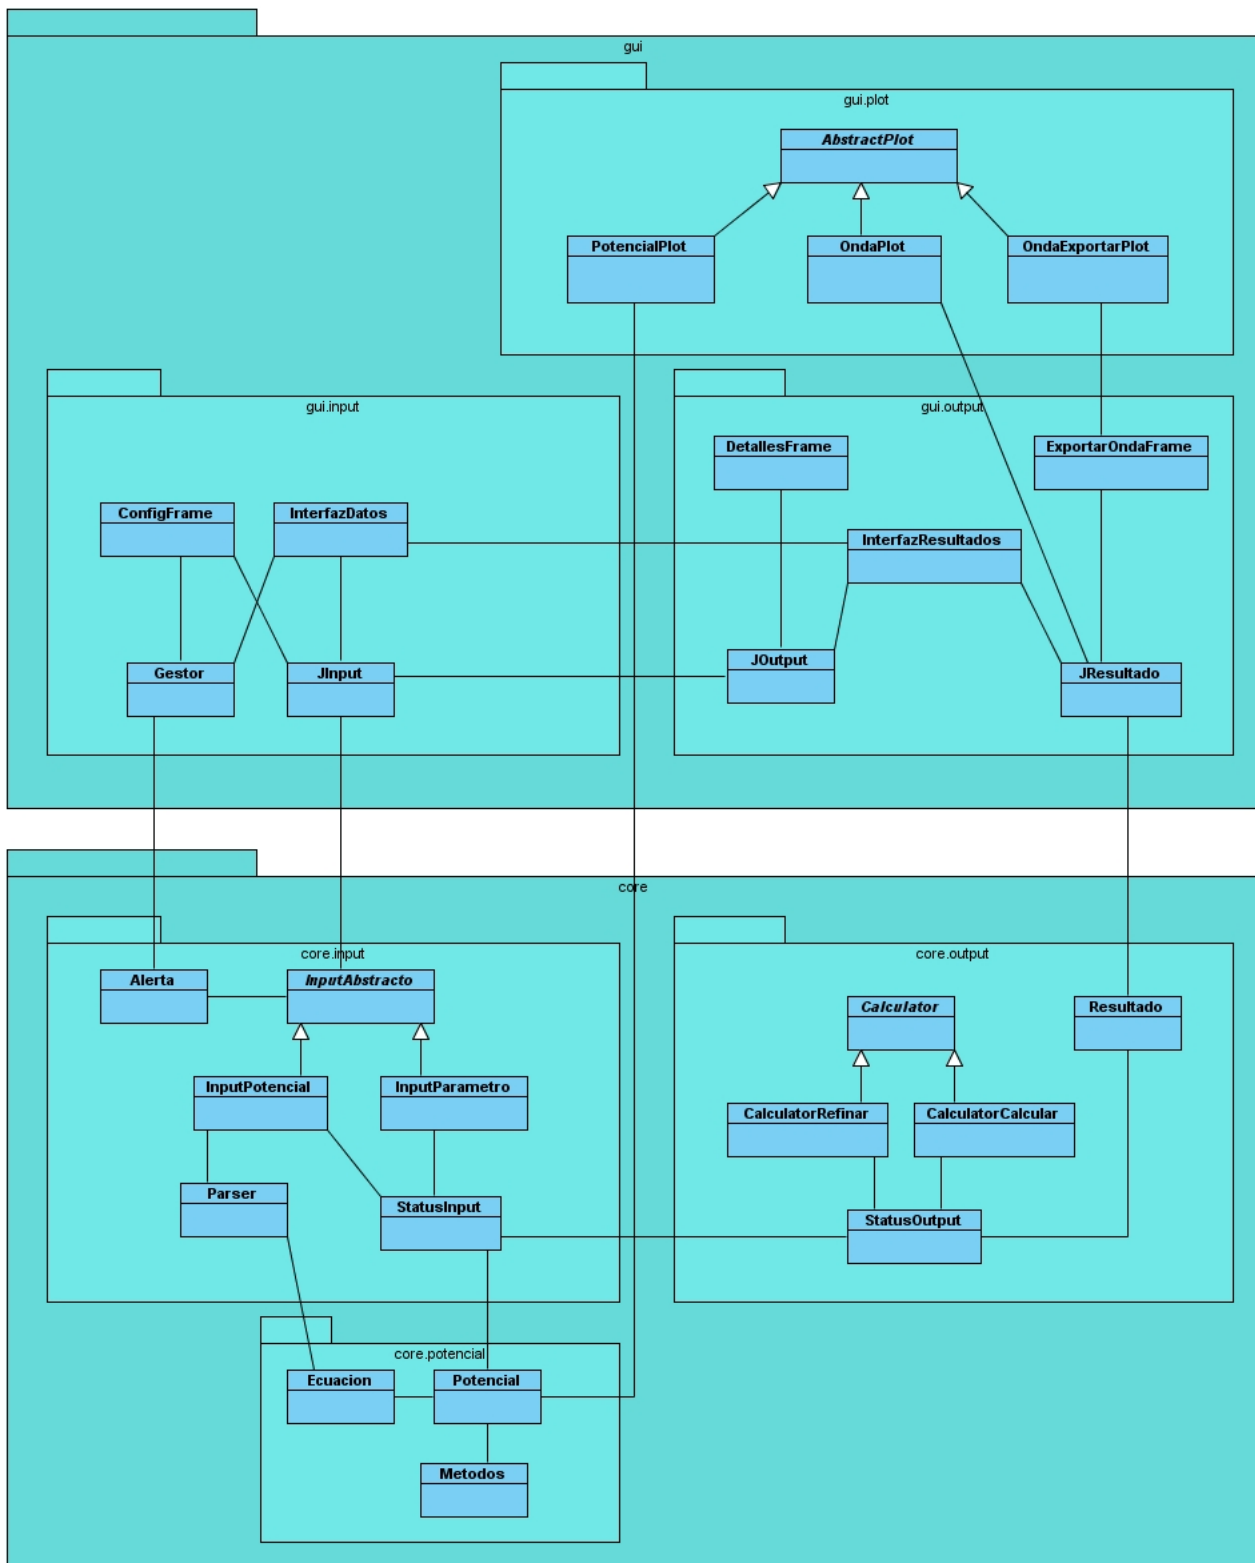 gui
gui.plot
AbstractPlot
PotencialPlot
OndaPlot
OndaExportarPlot
gui.input
ConfigFrame
InterfazDatos
Gestor
JInput
gui.output
DetallesFrame
ExportarOndaFrame
InterfazResultados
JOutput
JResultado
core
core.input
Alerta
InputAbstracto
InputPotencial
InputParametro
Parser
StatusInput
core.output
Calculator
Resultado
CalculatorRefinar
CalculatorCalcular
StatusOutput
core.potencial
Ecuacion
Potencial
Metodos